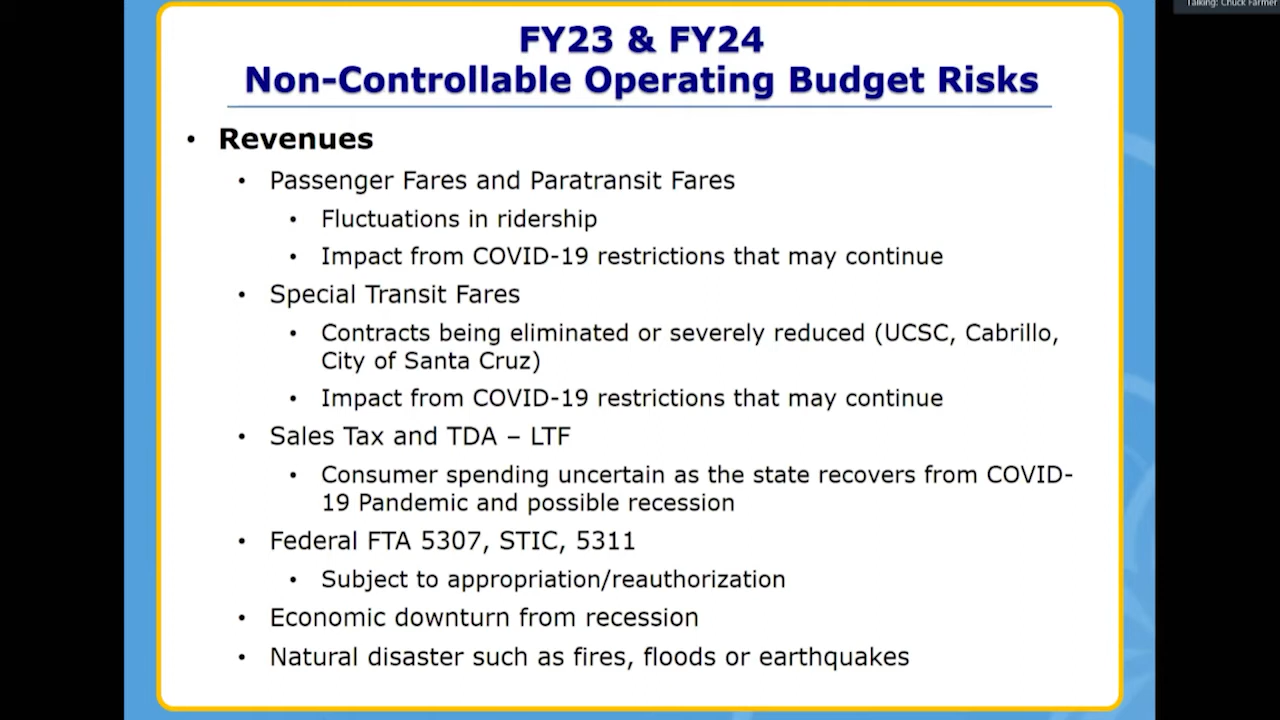 Talking: Chuck Farmer
FY23 & FY24
Non-Controllable Operating Budget Risks
• Revenues
• Passenger Fares and Paratransit Fares
• Fluctuations in ridership
• Impact from COVID-19 restrictions that may continue
• Special Transit Fares
• Contracts being eliminated or severely reduced (UCSC, Cabrillo,
City of Santa Cruz)
• Impact from COVID-19 restrictions that may continue
• Sales Tax and TDA – LTF
• Consumer spending uncertain as the state recovers from COVID-
19 Pandemic and possible recession
• Federal FTA 5307, STIC, 5311
• Subject to appropriation/reauthorization
• Economic downturn from recession
• Natural disaster such as fires, floods or earthquakes